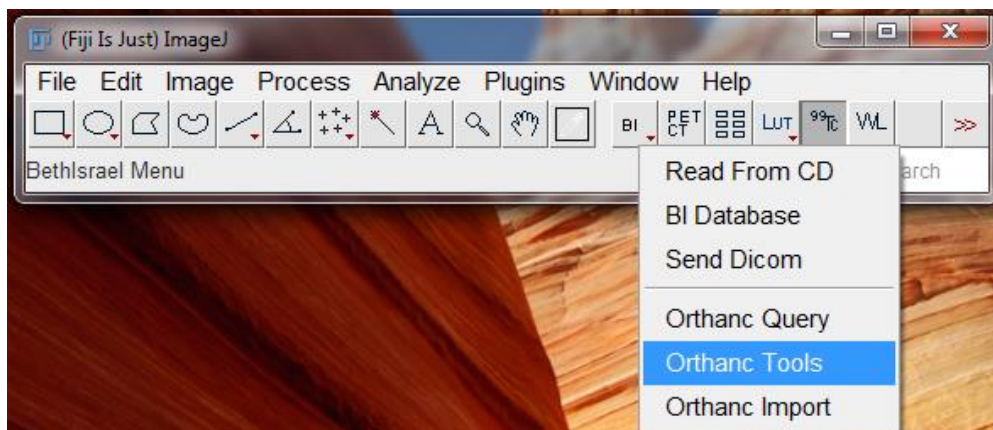 (Fiji Is Just) ImageJ
File Edit Image Process Analyze Plugins Window Help
A BI PET CT LUT 99Tc WL >>
BethIsrael Menu arch
Read From CD
BI Database
Send Dicom
Orthanc Query
Orthanc Tools
Orthanc Import